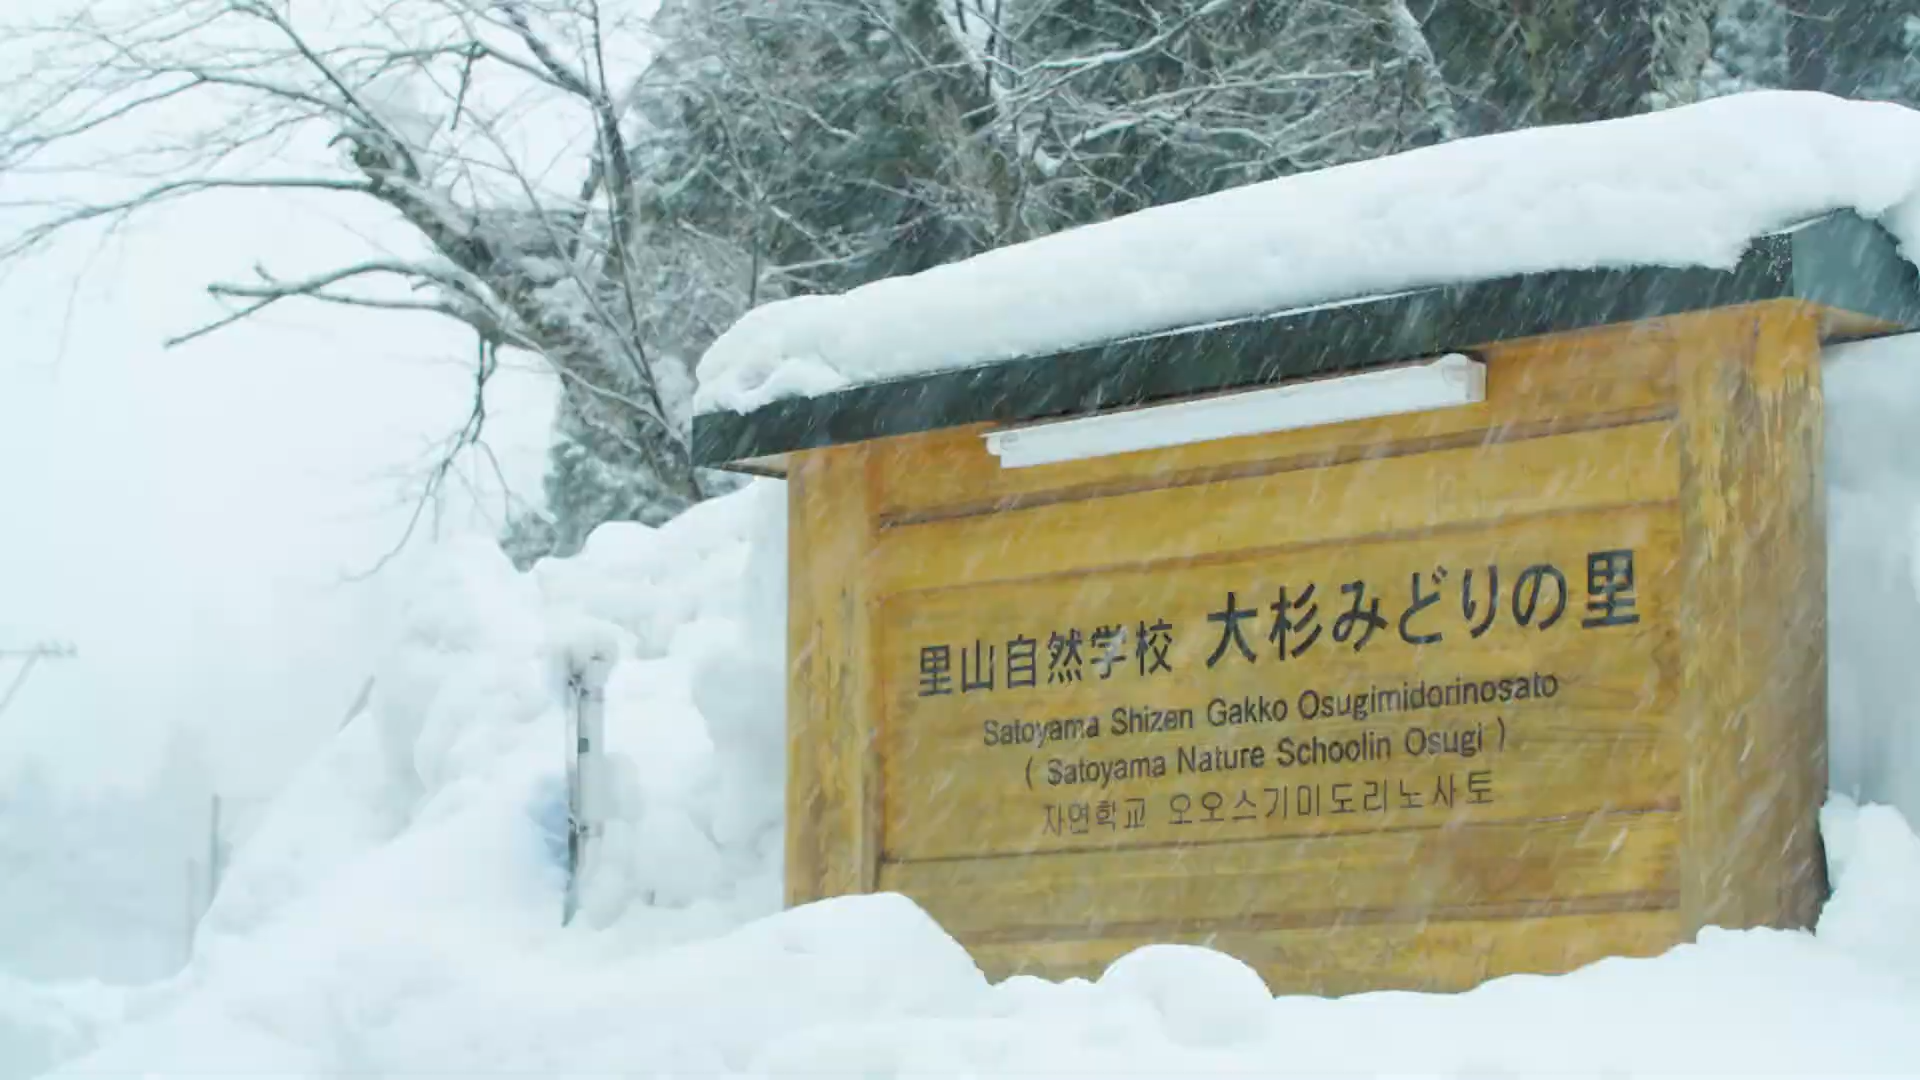 里山自然学校 大杉みどりの里
Satoyama Shizen Gakko Osugimidorinosato
( Satoyama Nature Schoolin Osugi )
자연학교 오오스기미도리노사토